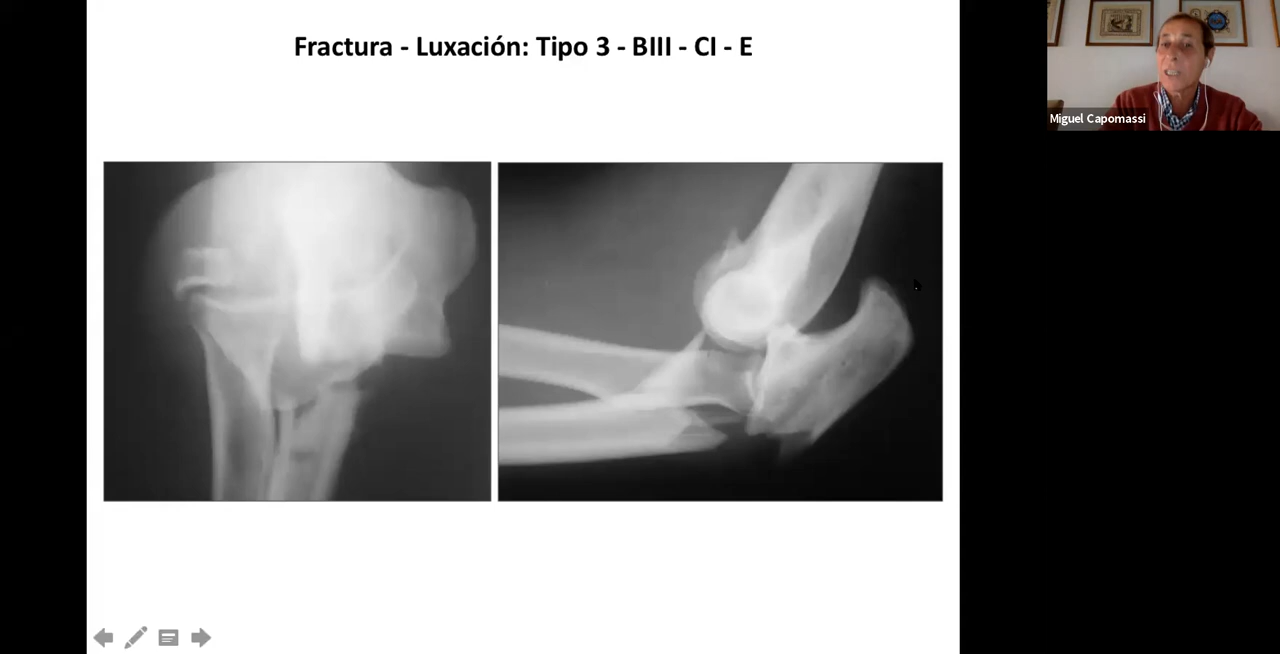 Fractura - Luxación: Tipo 3 - BIII - CI - E
Miguel Capomassi